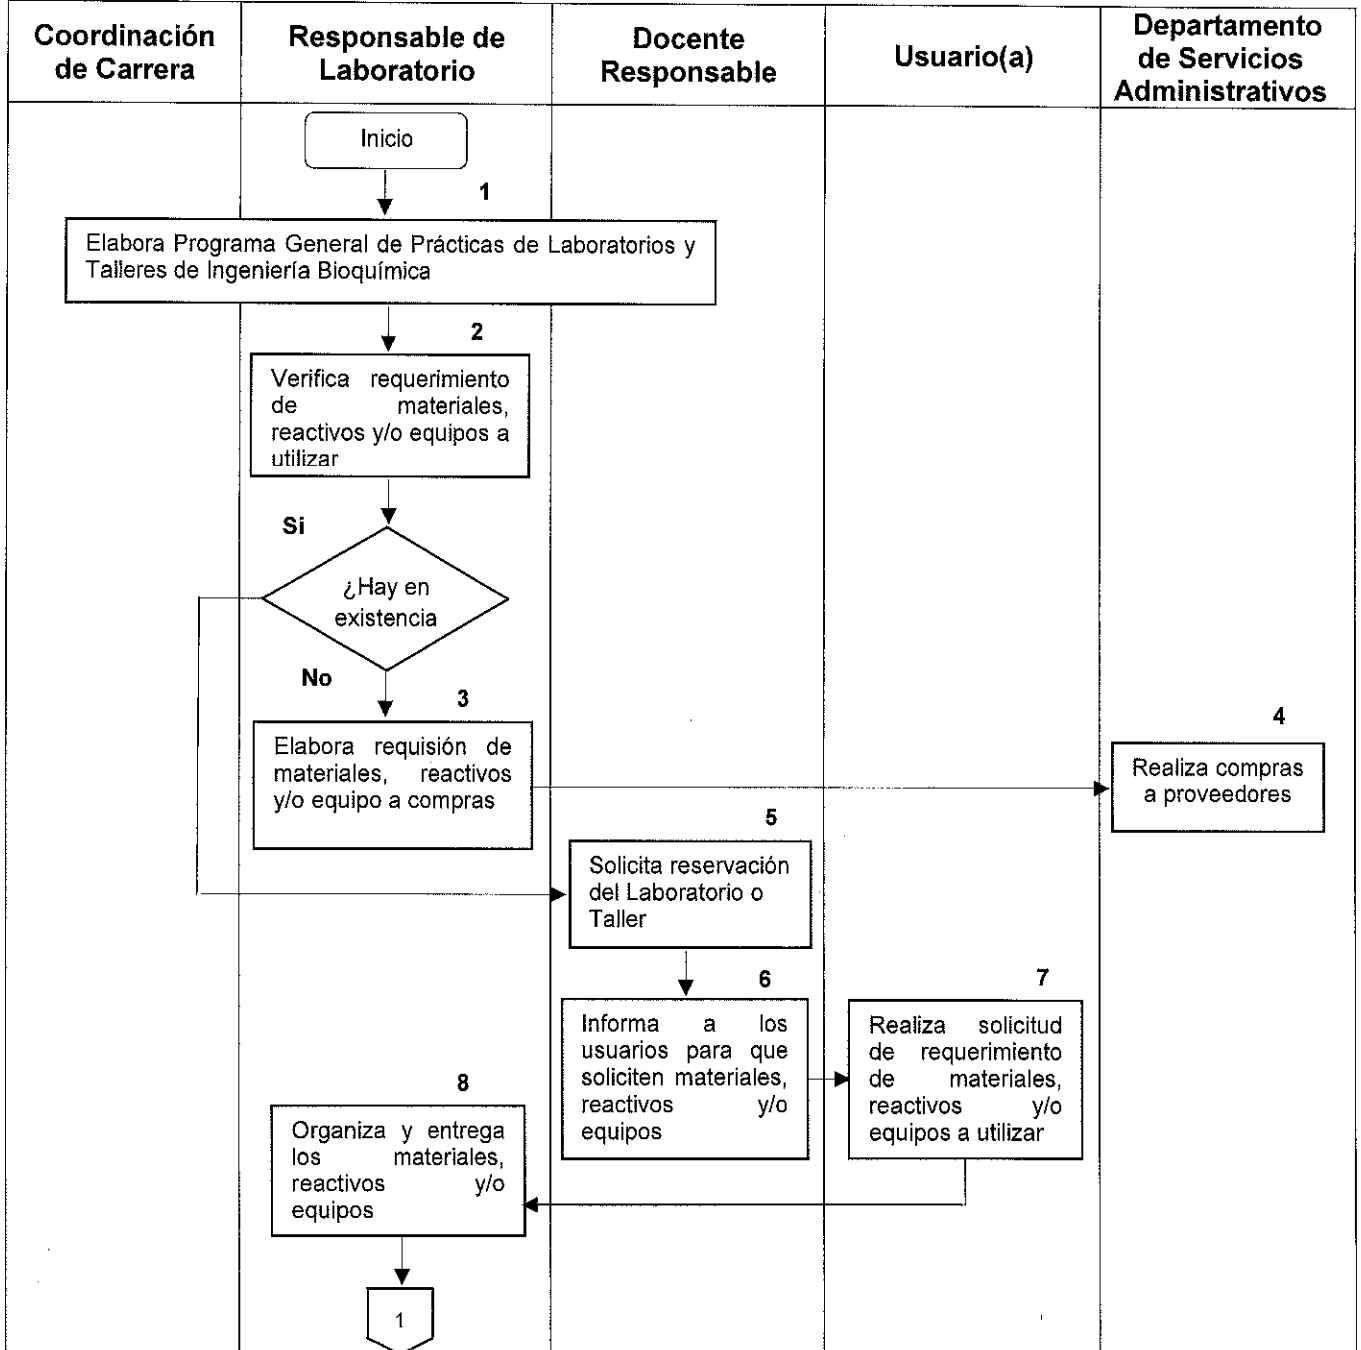 Coordinación
de Carrera
Responsable de
Laboratorio
Docente
Responsable
Usuario(a)
Departamento
de Servicios
Administrativos
Inicio
1
Elabora Programa General de Prácticas de Laboratorios y
Talleres de Ingeniería Bioquímica
2
Verifica requerimiento
de materiales,
reactivos y/o equipos a
utilizar
Si
¿Hay en
existencia
No
3
Elabora requisión de
materiales, reactivos
y/o equipo a compras
4
Realiza compras
a proveedores
5
Solicita reservación
del Laboratorio o
Taller
6
Informa a los
usuarios para que
soliciten materiales,
reactivos y/o
equipos
7
Realiza solicitud
de requerimiento
de materiales,
reactivos y/o
equipos a utilizar
8
Organiza y entrega
los materiales,
reactivos y/o
equipos
1